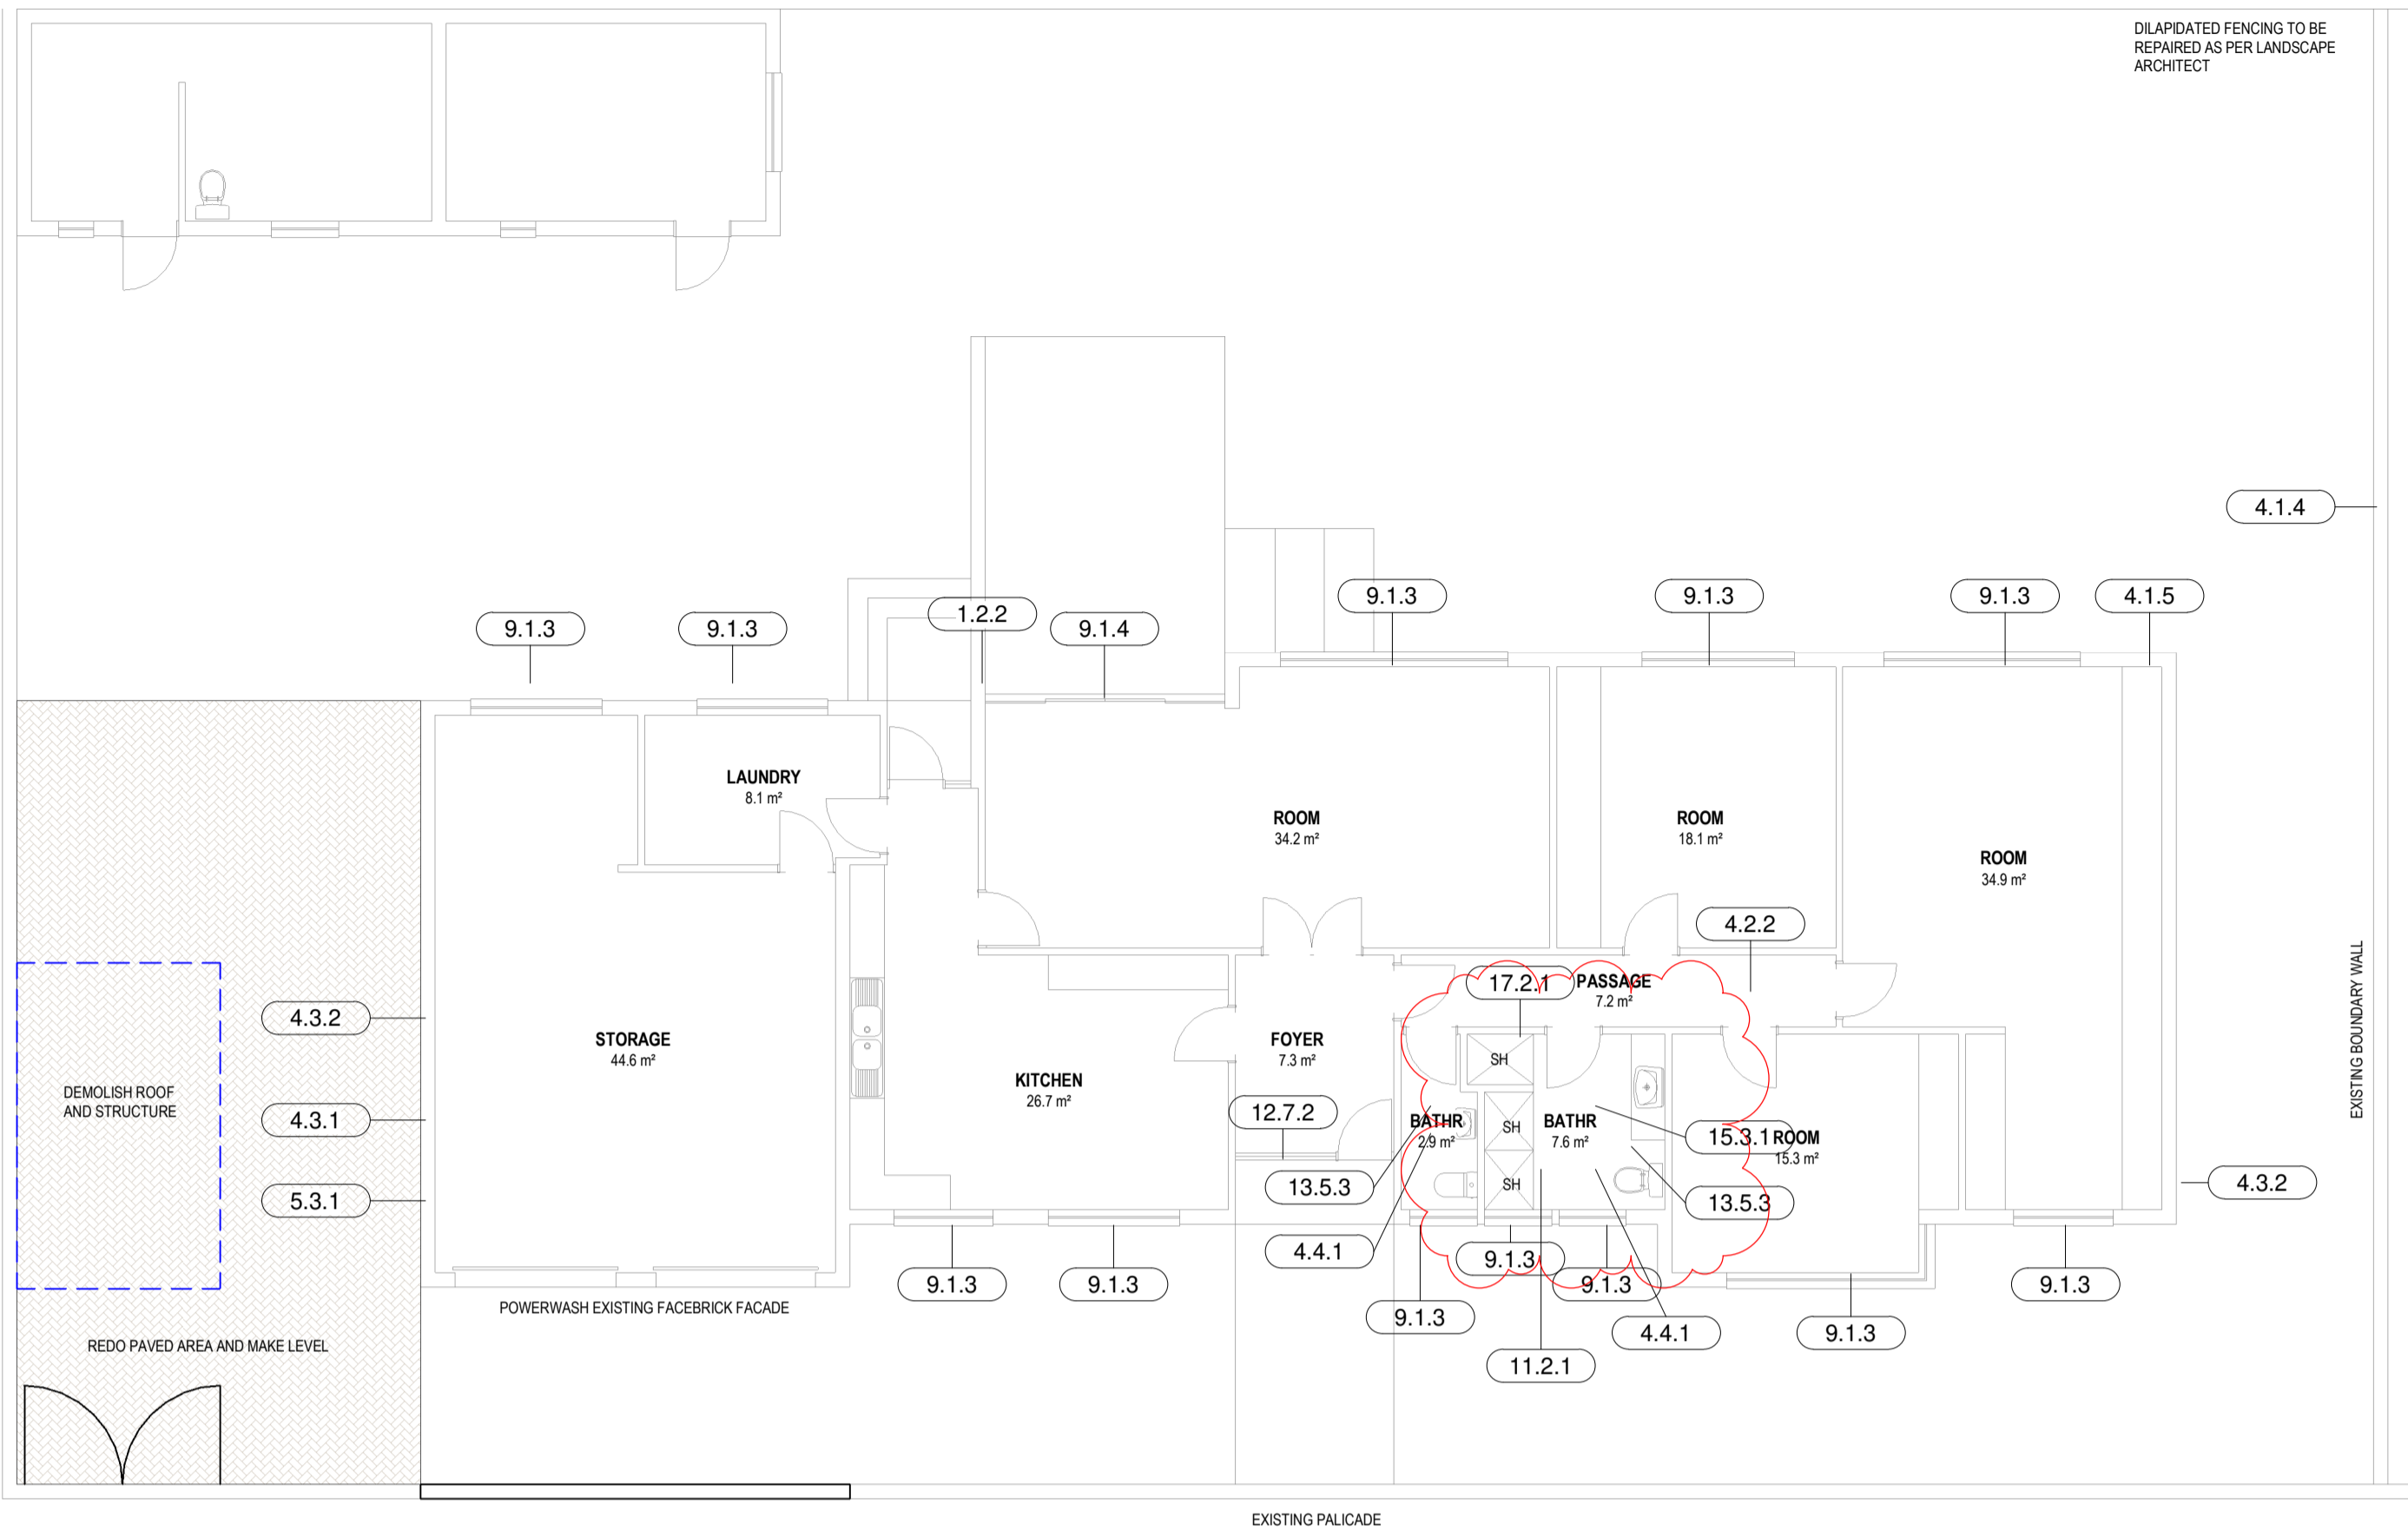 DILAPIDATED FENCING TO BE
REPAIRED AS PER LANDSCAPE
ARCHITECT
4.1.4
9.1.3
9.1.3
9.1.3
4.1.5
1.2.2
9.1.3
9.1.3
9.1.4
LAUNDRY
8.1 m²
ROOM
34.2 m²
ROOM
18.1 m²
ROOM
34.9 m²
4.2.2
17.2.1
PASSAGE
7.2 m²
4.3.2
STORAGE
44.6 m²
FOYER
7.3 m²
SH
EXISTING BOUNDARY WALL
KITCHEN
26.7 m²
DEMOLISH ROOF
AND STRUCTURE
4.3.1
12.7.2
BATHR
2.9 m²
SH
BATHR
7.6 m²
15.3.1
ROOM
15.3 m²
5.3.1
13.5.3
SH
13.5.3
4.3.2
4.4.1
9.1.3
9.1.3
9.1.3
9.1.3
9.1.3
POWERWASH EXISTING FACEBRICK FACADE
9.1.3
4.4.1
9.1.3
REDO PAVED AREA AND MAKE LEVEL
11.2.1
EXISTING PALICADE